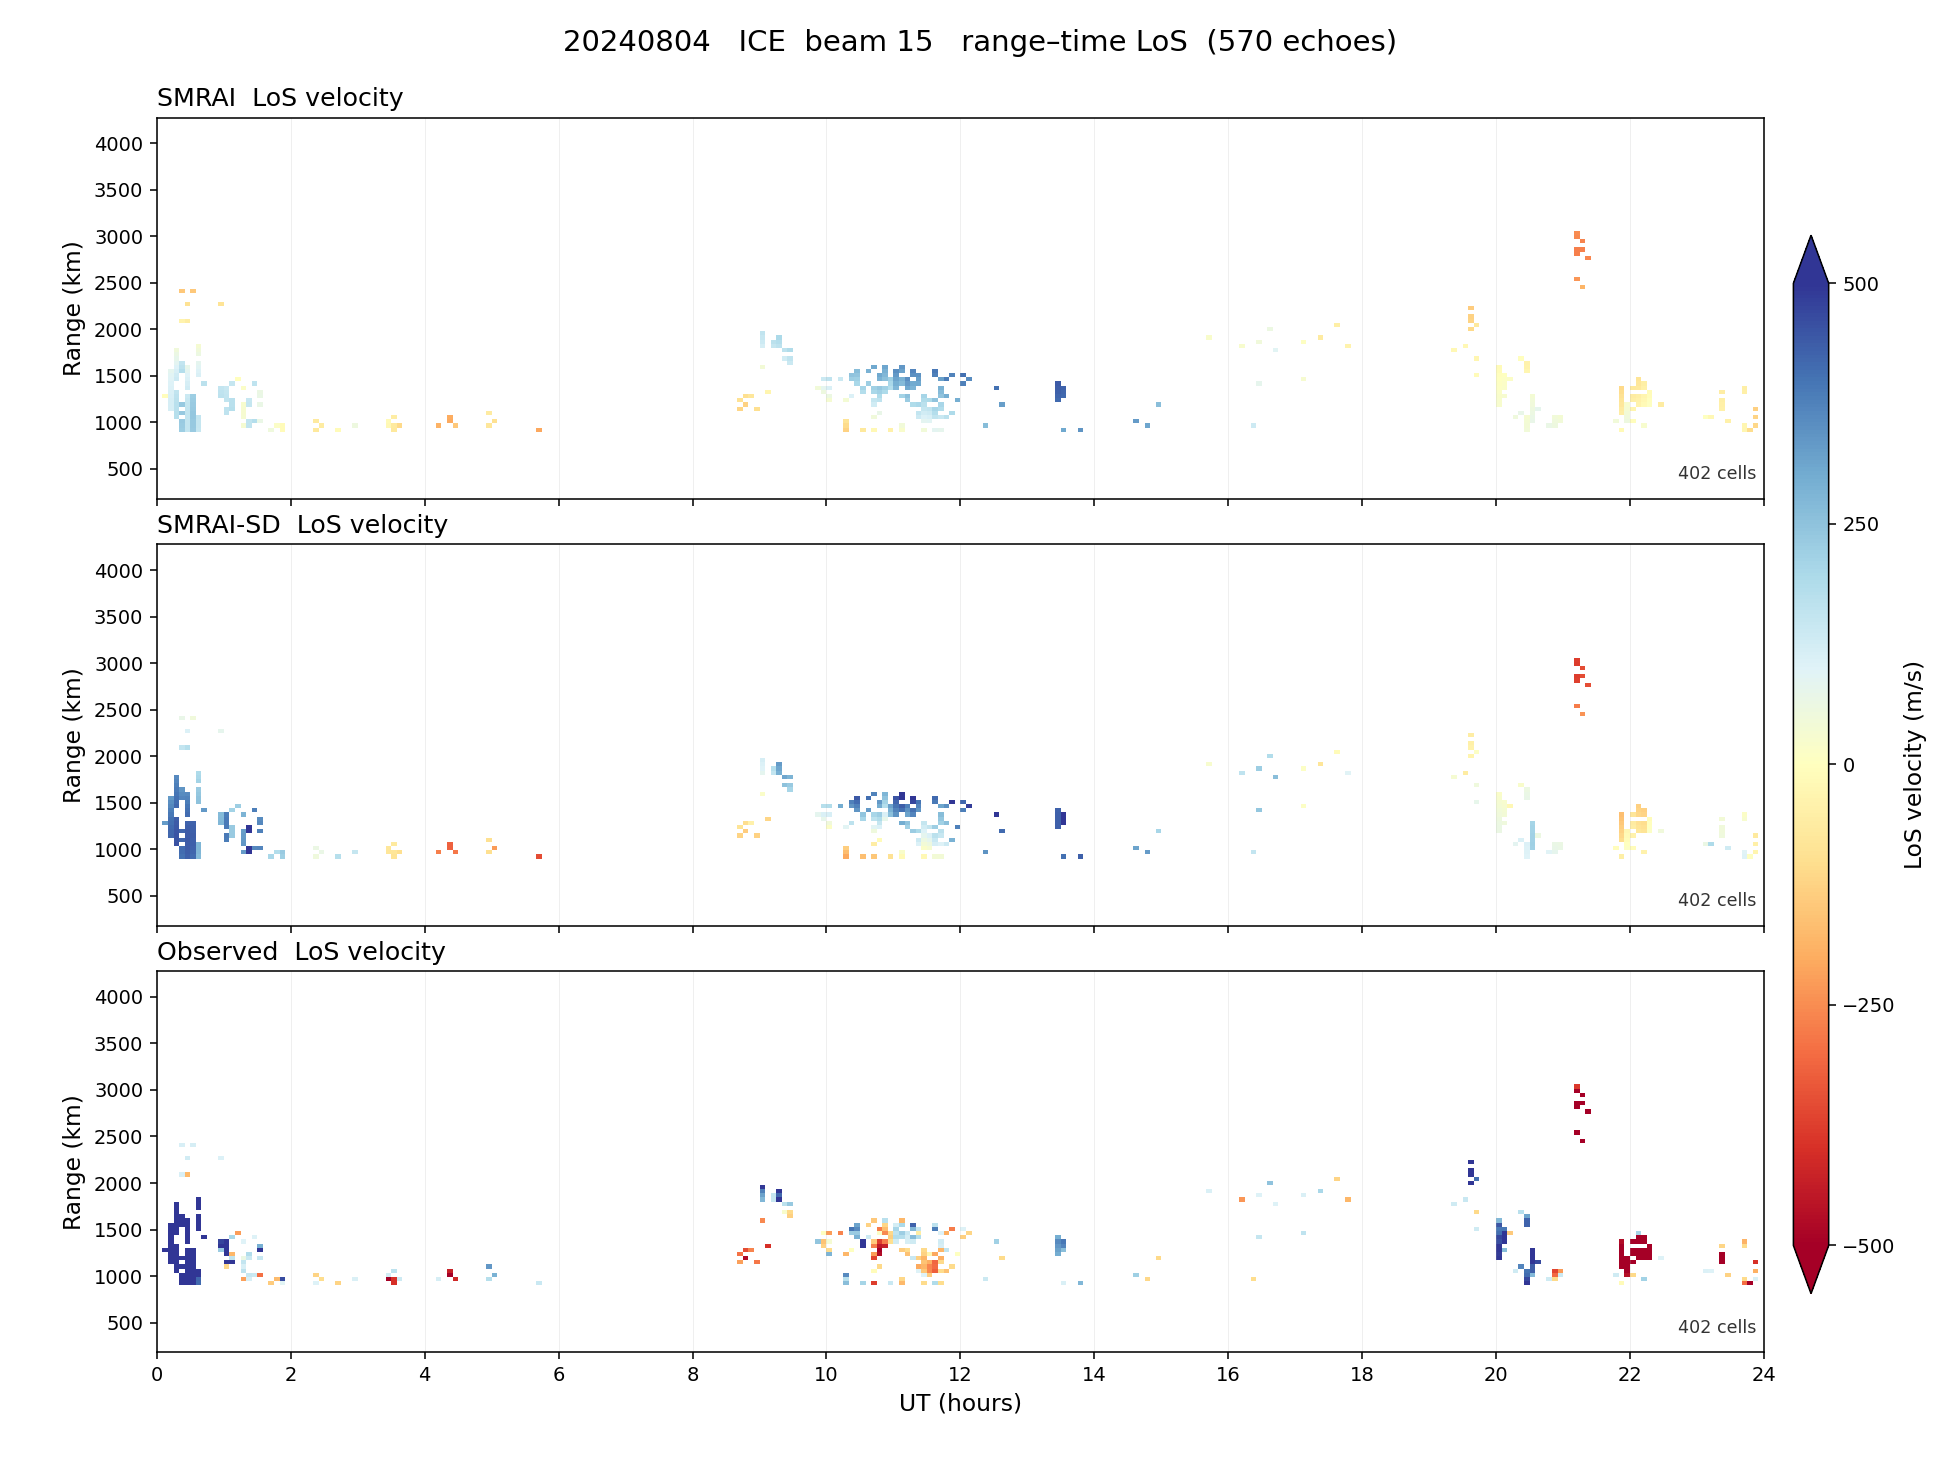 20240804   ICE  beam 15   range–time LoS  (570 echoes)
SMRAI  LoS velocity
4000
3500
3000
2500
2000
1500
1000
500
Range (km)
402 cells
SMRAI-SD  LoS velocity
4000
3500
3000
2500
2000
1500
1000
500
Range (km)
402 cells
Observed  LoS velocity
4000
3500
3000
2500
2000
1500
1000
500
Range (km)
402 cells
0 2 4 6 8 10 12 14 16 18 20 22 24
UT (hours)
500
250
0
−250
−500
LoS velocity (m/s)